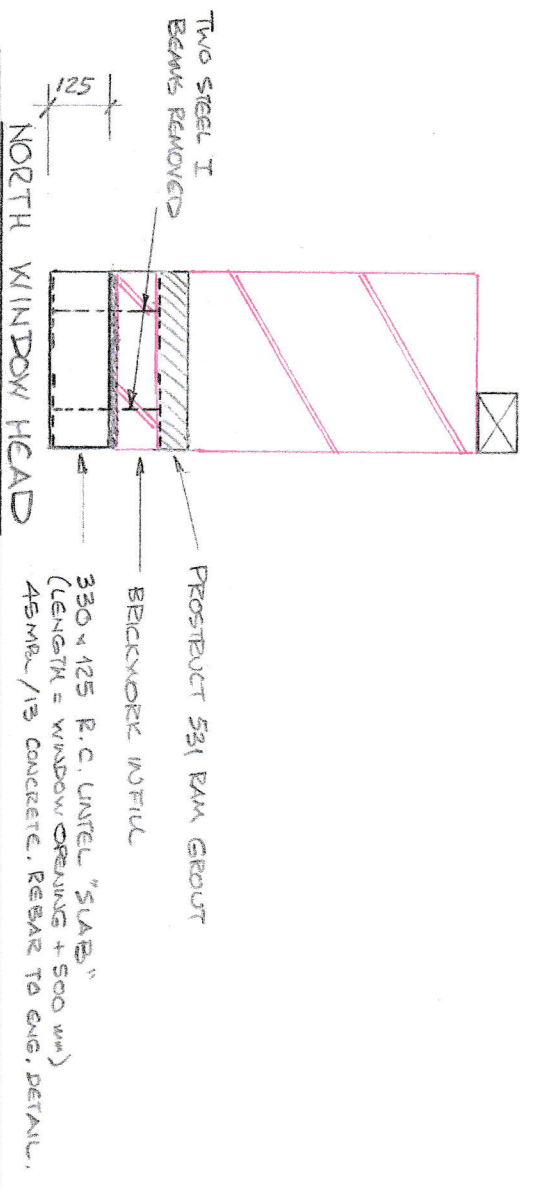 TWO STEEL I
BEAMS REMOVED
125
NORTH WINDOW HEAD
PROSTRUCT 531 RAM GROUT
BRICKWORK INFILL
330 x 125 R.C. LINTEL "SLAB"
(LENGTH = WINDOW OPENING + 500 mm)
45MPa/13 CONCRETE. REBAR TO ENG. DETAIL.